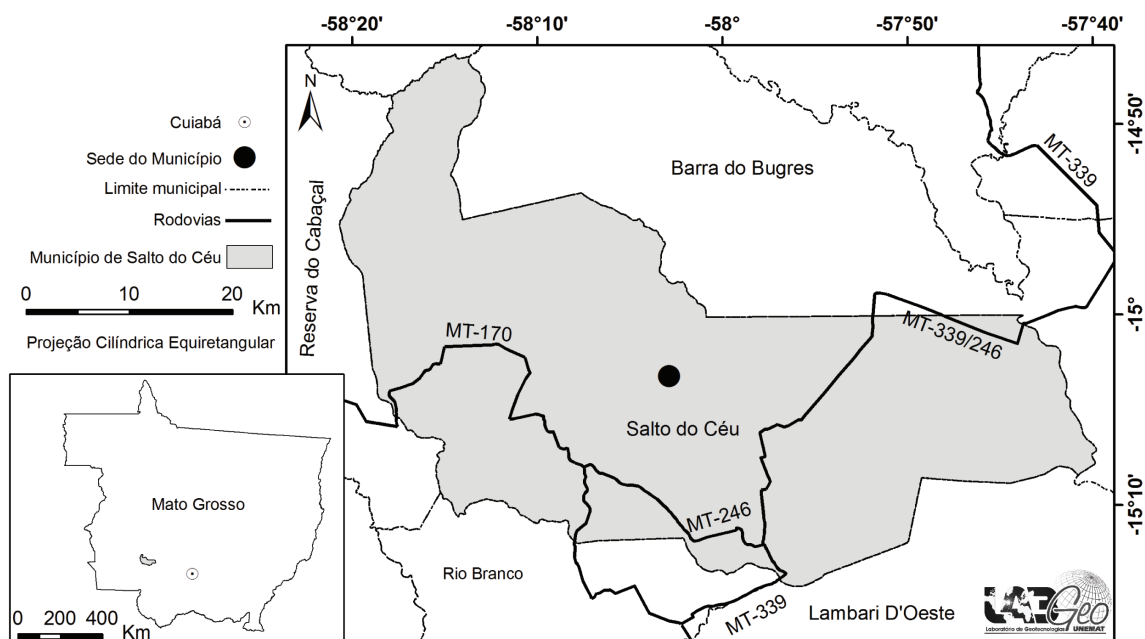 -58°20' -58°10' -58° -57°50' -57°40'
N
Cuiabá
Sede do Município
Limite municipal
Rodovias
Município de Salto do Céu
0 10 20
Km
Projeção Cilíndrica Equiretangular
Reserva do Cabaçal
Barra do Bugres
MT-339
-14°50'
MT-170
MT-339/246
-15°
Salto do Céu
MT-246
-15°10'
Rio Branco
MT-339
Lambari D'Oeste
Mato Grosso
0 200 400
Km
LABGeo
Laboratório de Geotecnologias UNEMAT